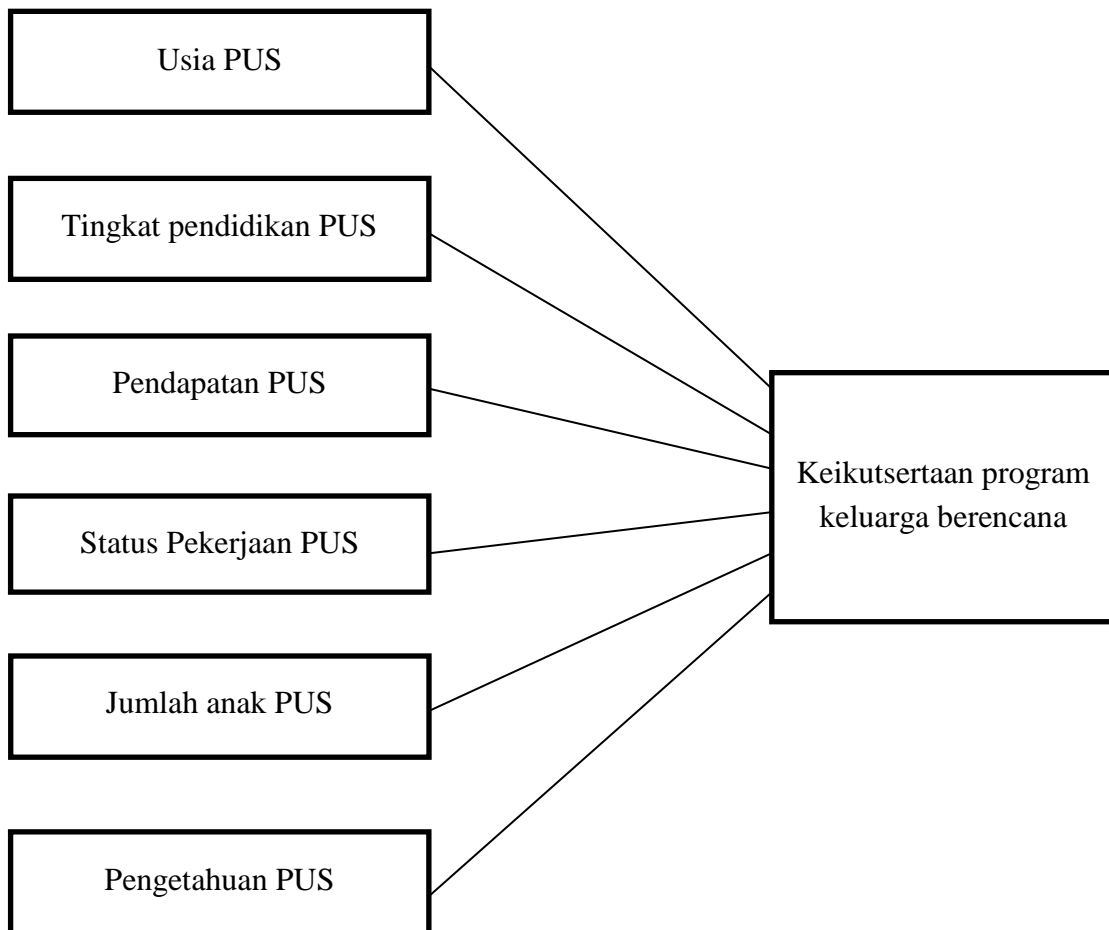 Usia PUS
Tingkat pendidikan PUS
Pendapatan PUS
Status Pekerjaan PUS
Jumlah anak PUS
Pengetahuan PUS
Keikutsertaan program
keluarga berencana